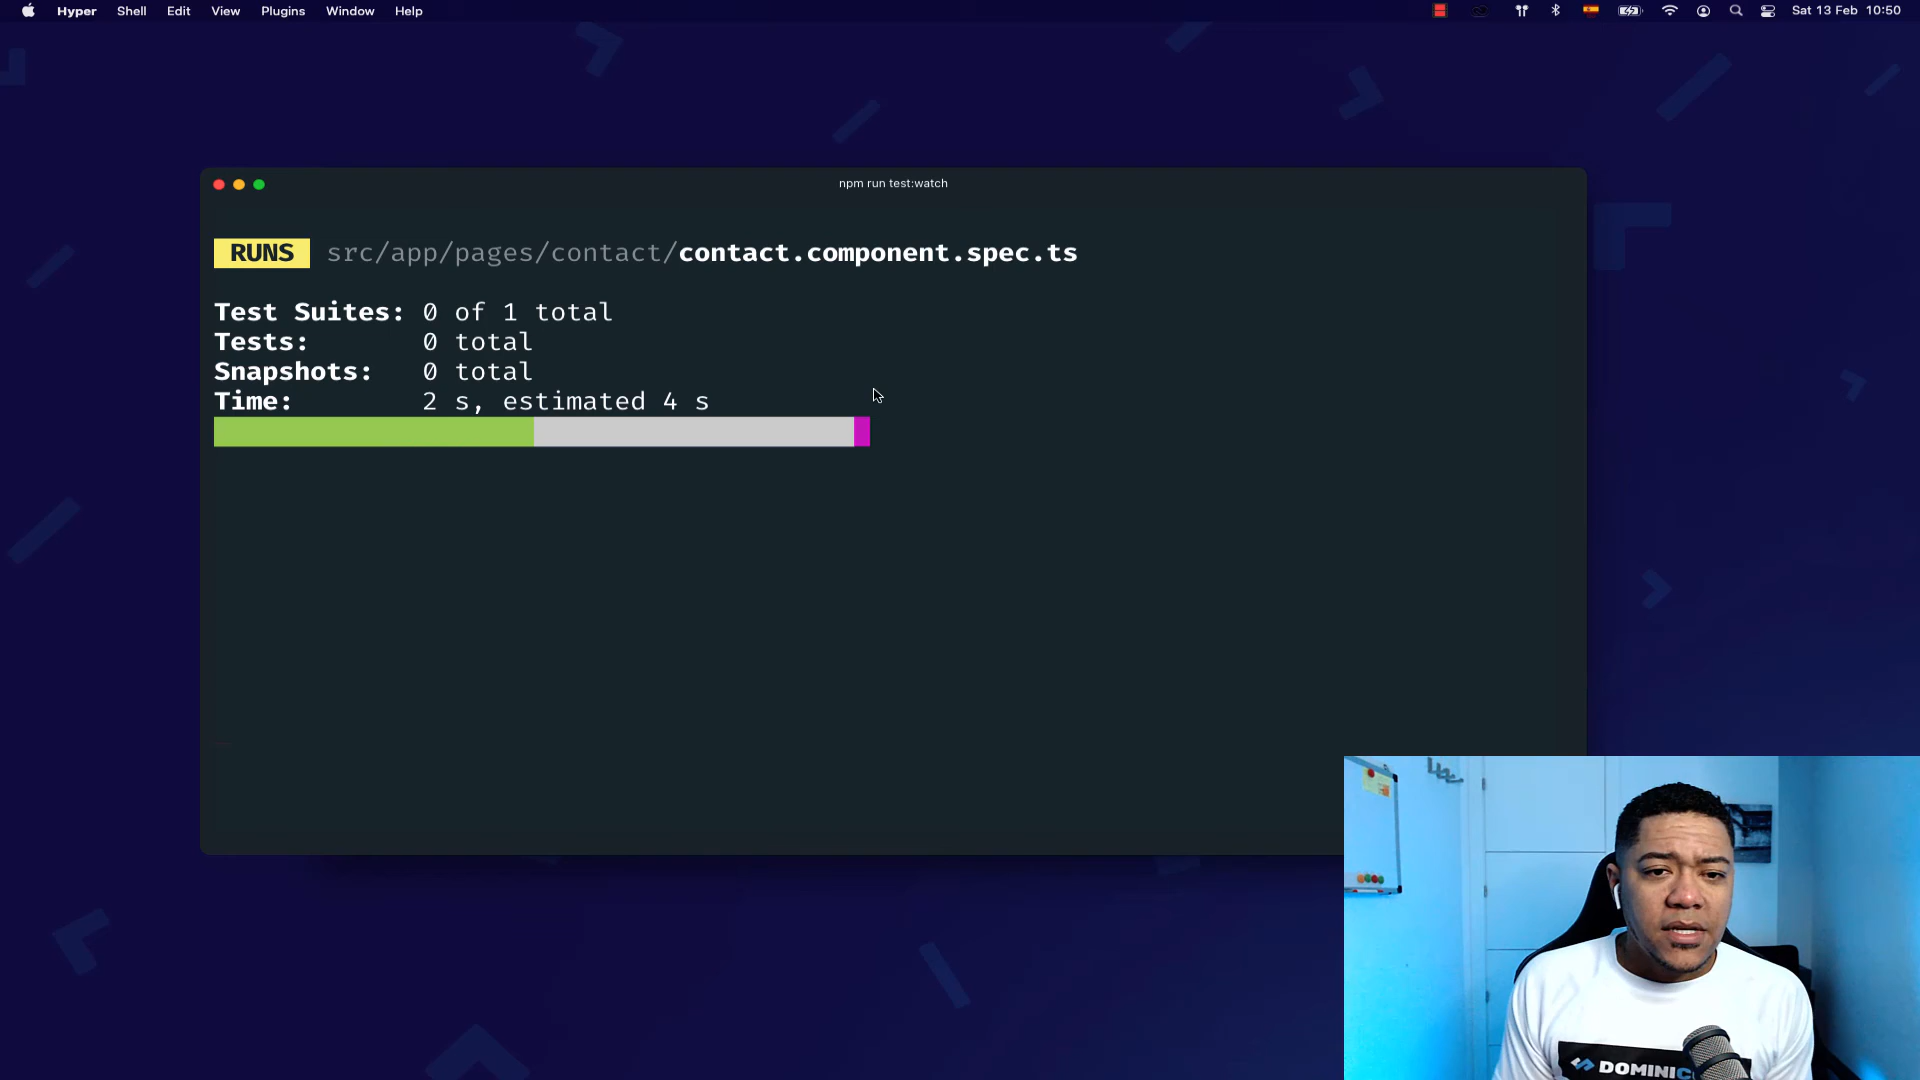 Hyper Shell Edit View Plugins Window Help Sat 13 Feb 10:50
npm run test:watch
RUNS src/app/pages/contact/contact.component.spec.ts
Test Suites: 0 of 1 total
Tests: 0 total
Snapshots: 0 total
Time: 2 s, estimated 4 s